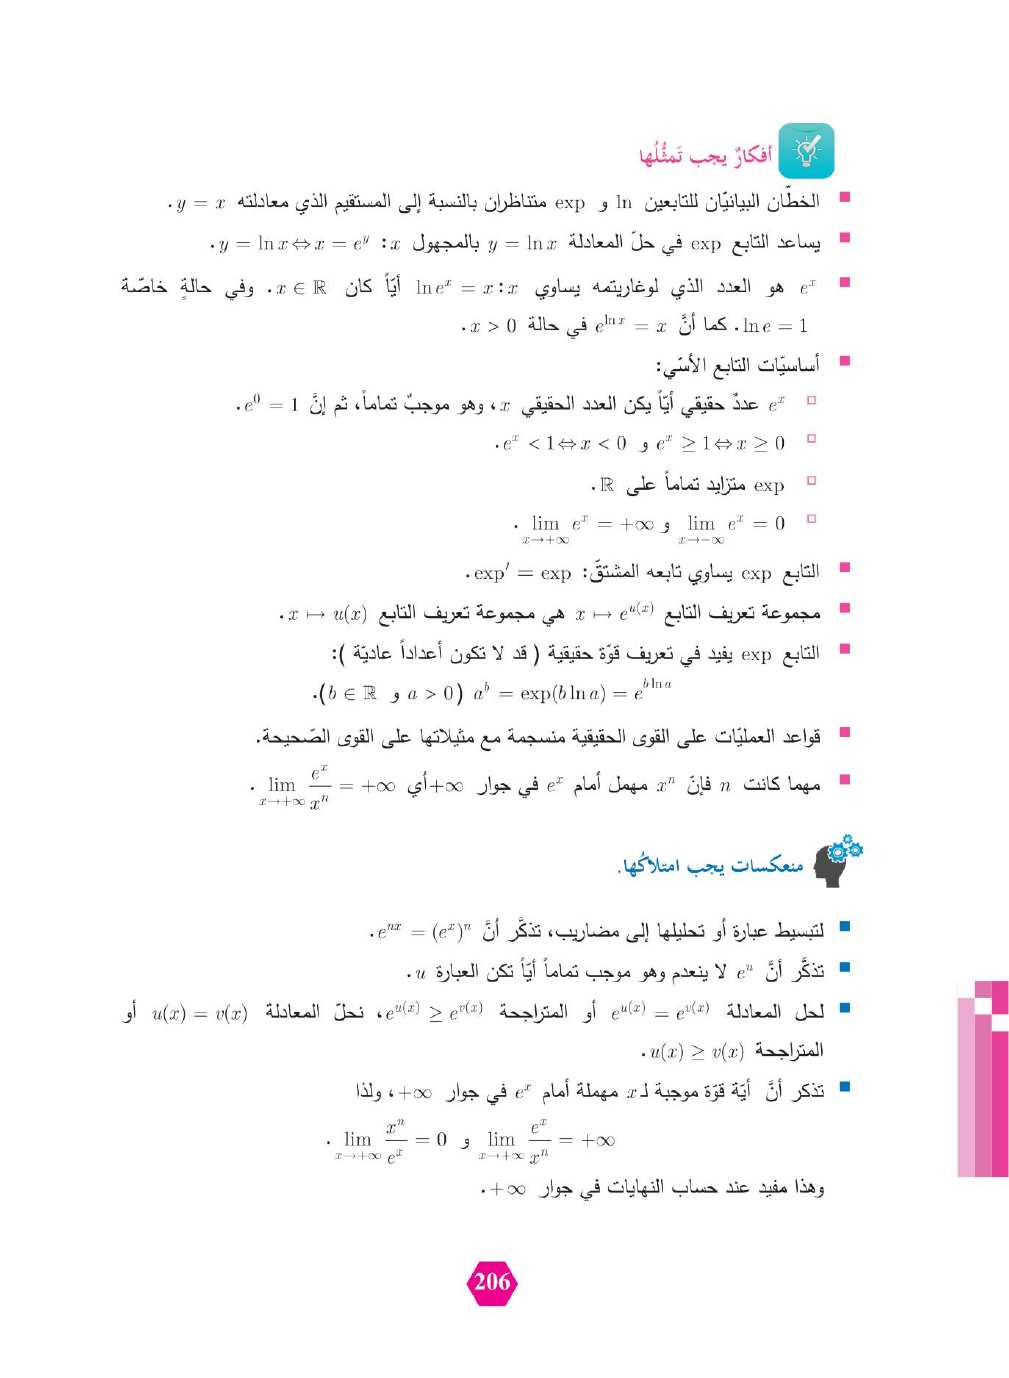 أفكارٌ يجب تَمثُّلُها
الخطّان البيانيّان للتابعين ln و exp متناظران بالنسبة إلى المستقيم الذي معادلته y = x.
يساعد التابع exp في حلّ المعادلة y = ln x بالمجهول x: y = ln x ⇔ x = e^y.
e^x هو العدد الذي لوغاريتمه يساوي x: ln e^x = x أيّاً كان x ∈ ℝ. وفي حالةٍ خاصّة
ln e = 1. كما أنَّ e^{ln x} = x في حالة x > 0.
أساسيّات التابع الأسّي:
e^x عددٌ حقيقي أيّاً يكن العدد الحقيقي x، وهو موجبٌ تماماً، ثم إنَّ e^0 = 1.
e^x ≥ 1 ⇔ x ≥ 0 و e^x < 1 ⇔ x < 0.
exp متزايد تماماً على ℝ.
lim_{x→−∞} e^x = 0 و lim_{x→+∞} e^x = +∞.
التابع exp يساوي تابعه المشتقّ: exp′ = exp.
مجموعة تعريف التابع x ↦ e^{u(x)} هي مجموعة تعريف التابع x ↦ u(x).
التابع exp يفيد في تعريف قوّة حقيقية ( قد لا تكون أعداداً عاديّة ):
a^b = exp(b ln a) = e^{b ln a} (a > 0 و b ∈ ℝ).
قواعد العمليّات على القوى الحقيقية منسجمة مع مثيلاتها على القوى الصّحيحة.
مهما كانت n فإنّ x^n مهمل أمام e^x في جوار +∞ أي lim_{x→+∞} e^x/x^n = +∞.
منعكسات يجب امتلاكُها.
لتبسيط عبارة أو تحليلها إلى مضاريب، تذكَّر أنَّ e^{nx} = (e^x)^n.
تذكَّر أنَّ e^u لا ينعدم وهو موجب تماماً أيّاً تكن العبارة u.
لحل المعادلة e^{u(x)} = e^{v(x)} أو المتراجحة e^{u(x)} ≥ e^{v(x)}، نحلّ المعادلة u(x) = v(x) أو
المتراجحة u(x) ≥ v(x).
تذكر أنَّ أيّة قوّة موجبة لـ x مهملة أمام e^x في جوار +∞، ولذا
lim_{x→+∞} e^x/x^n = +∞ و lim_{x→+∞} x^n/e^x = 0.
وهذا مفيد عند حساب النهايات في جوار +∞.
206